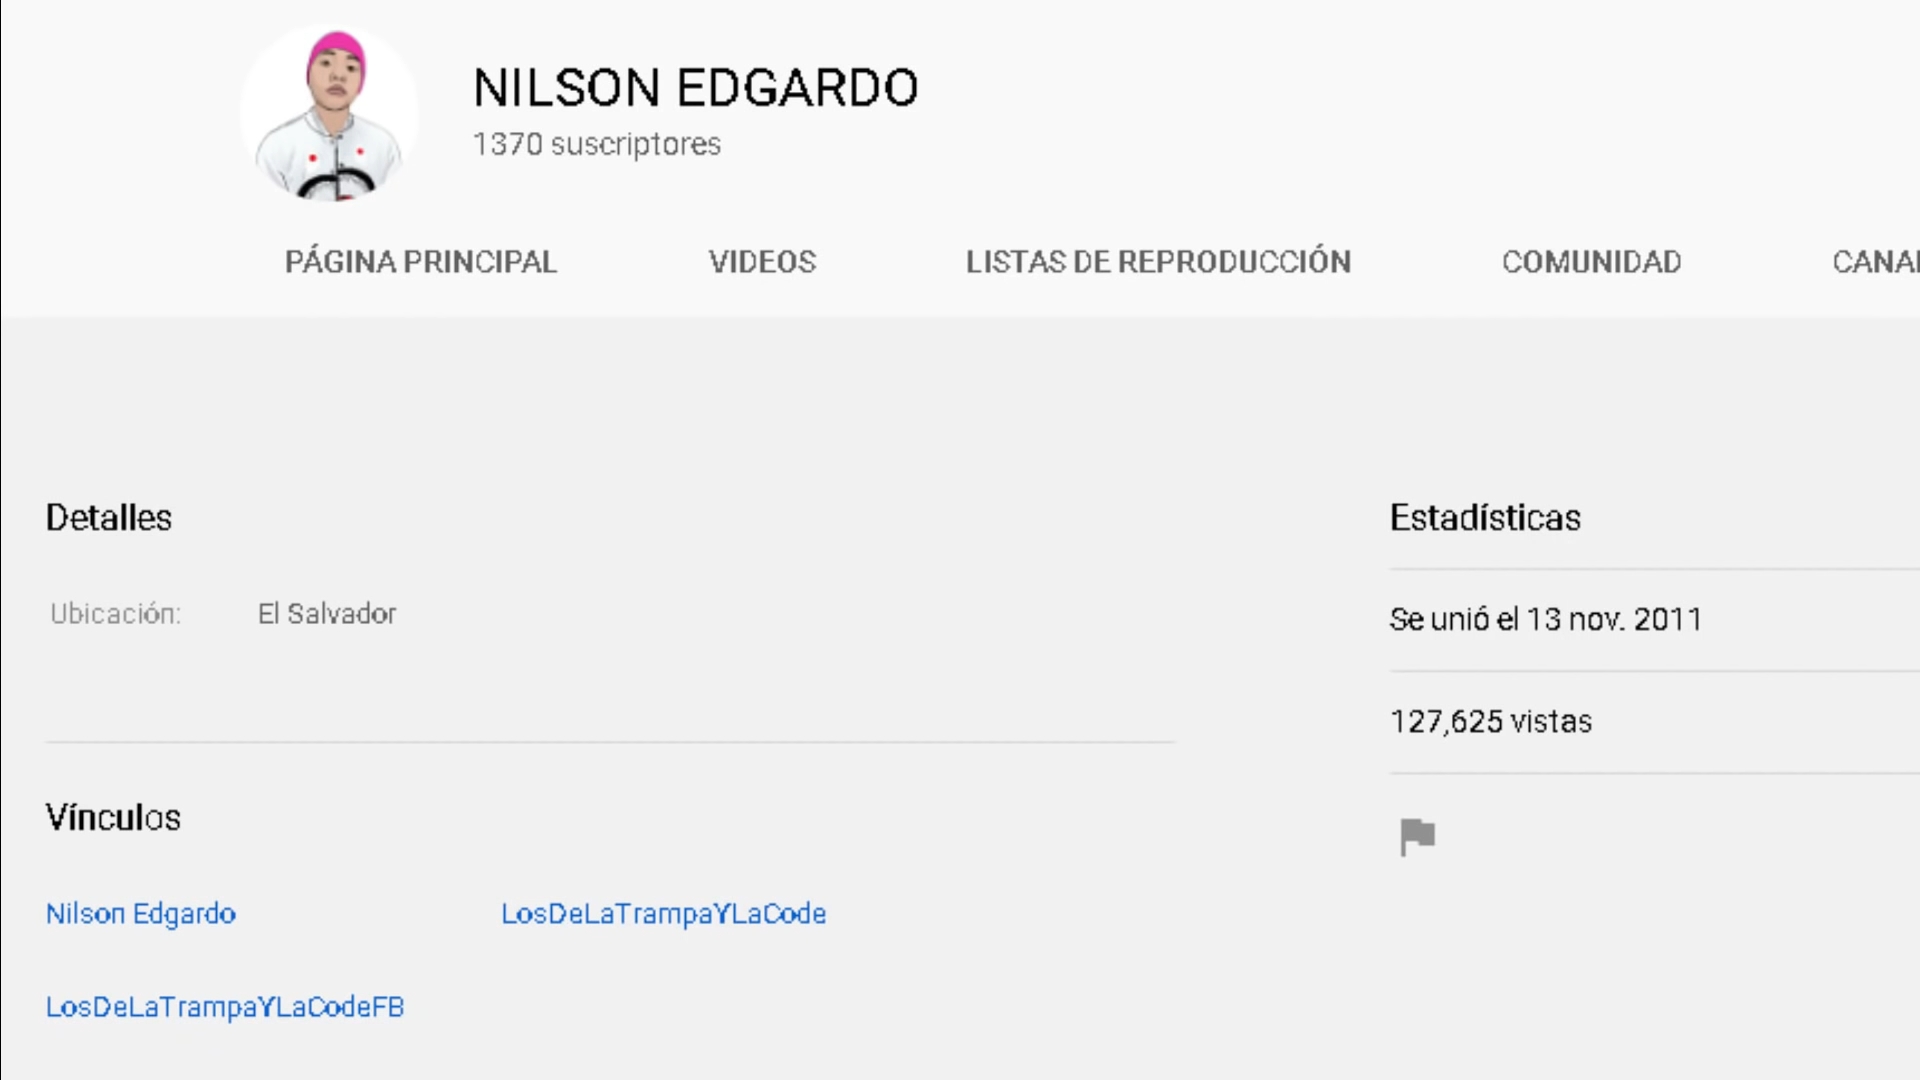 NILSON EDGARDO
1370 suscriptores
PÁGINA PRINCIPAL VIDEOS LISTAS DE REPRODUCCIÓN COMUNIDAD
Detalles
Ubicación: El Salvador
Estadísticas
Se unió el 13 nov. 2011
127,625 vistas
Vínculos
Nilson Edgardo LosDeLaTrampaYLaCode
LosDeLaTrampaYLaCodeFB